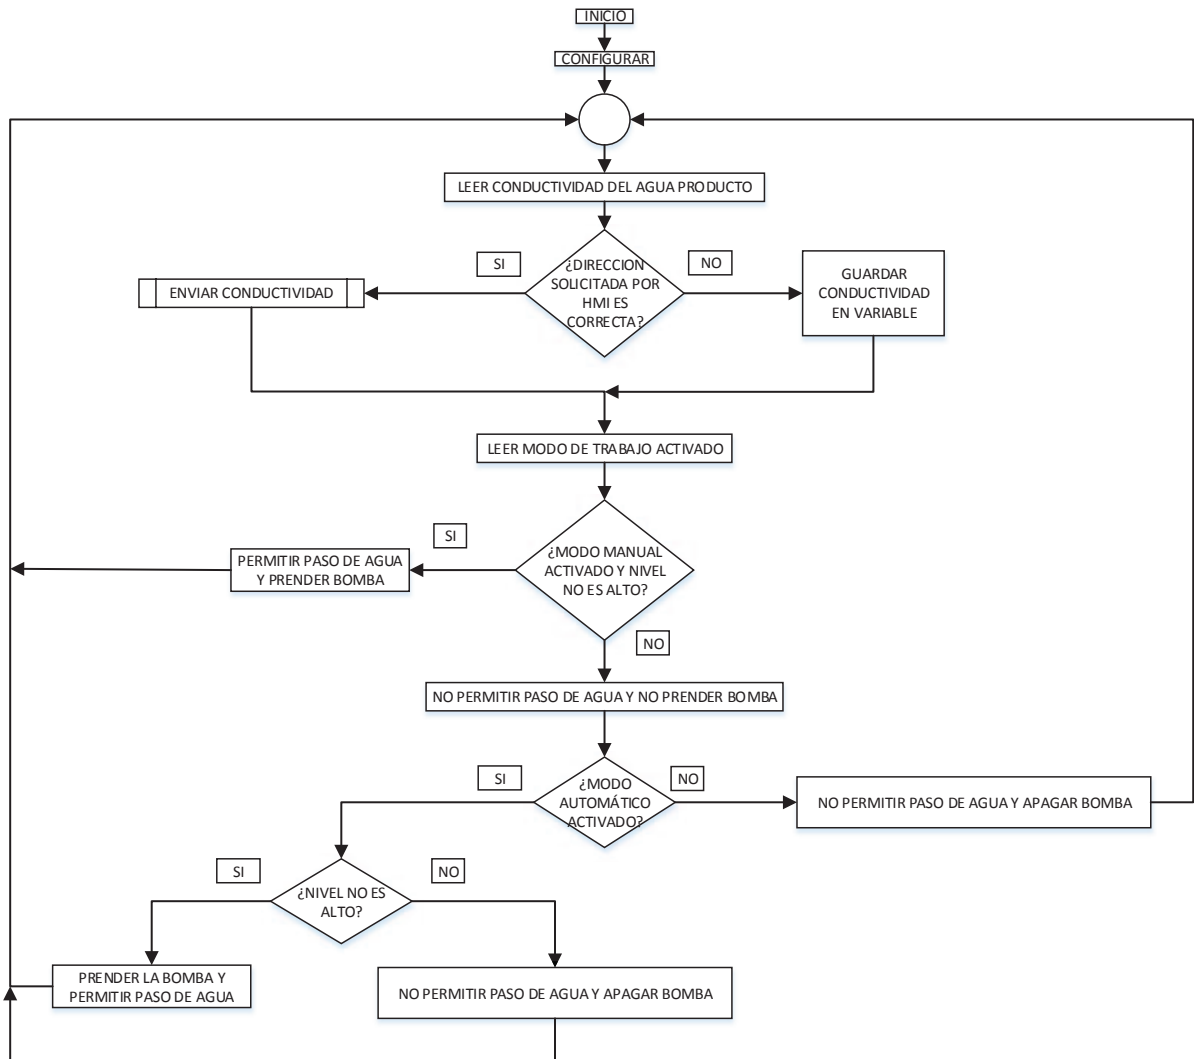 INICIO
CONFIGURAR
LEER CONDUCTIVIDAD DEL AGUA PRODUCTO
SI
¿DIRECCION
SOLICITADA POR
HMI ES
CORRECTA?
NO
ENVIAR CONDUCTIVIDAD
GUARDAR
CONDUCTIVIDAD
EN VARIABLE
LEER MODO DE TRABAJO ACTIVADO
SI
¿MODO MANUAL
ACTIVADO Y NIVEL
NO ES ALTO?
PERMITIR PASO DE AGUA
Y PRENDER BOMBA
NO
NO PERMITIR PASO DE AGUA Y NO PRENDER BOMBA
SI
¿MODO
AUTOMÁTICO
ACTIVADO?
NO
NO PERMITIR PASO DE AGUA Y APAGAR BOMBA
SI
¿NIVEL NO ES
ALTO?
NO
PRENDER LA BOMBA Y
PERMITIR PASO DE AGUA
NO PERMITIR PASO DE AGUA Y APAGAR BOMBA